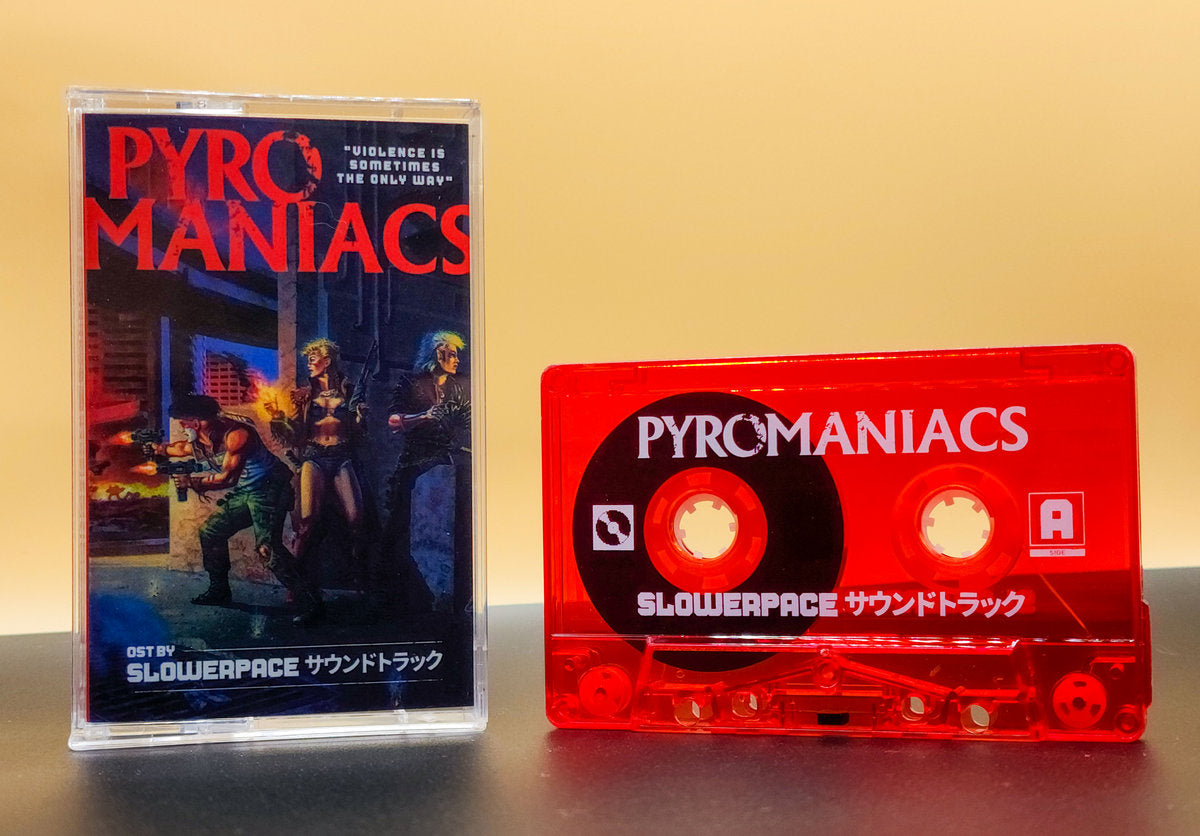 PYRO
MANIACS
"VIOLENCE IS
SOMETIMES
THE ONLY WAY"
OST BY
SLOWERPACE サウンドトラック
PYROMANIACS
A
SIDE
SLOWERPACE サウンドトラック